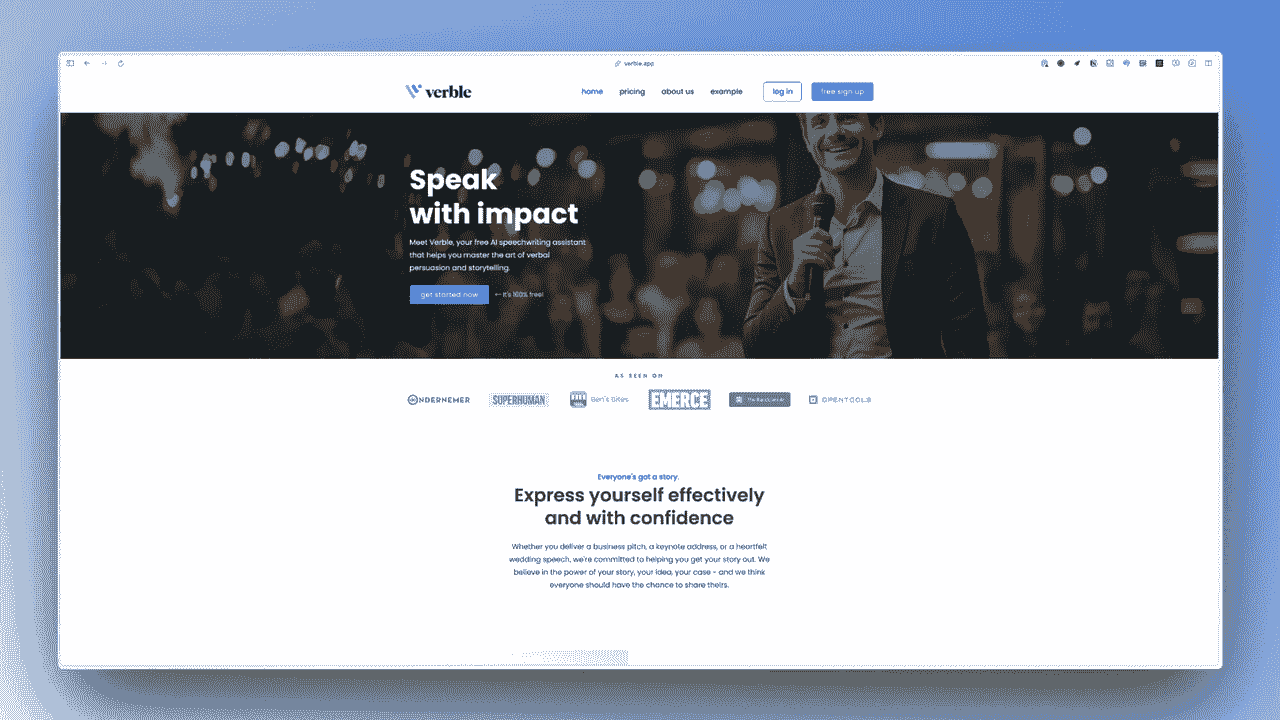 verble.app
verble
home
pricing
about us
example
log in
free sign up
Speak
with impact
Meet Verble, your free AI speechwriting assistant
that helps you master the art of verbal
persuasion and storytelling.
get started now
← It's 100% free!
AS SEEN ON
NDERNEMER
SUPERHUMAN
Ben's Bites
EMERCE
OPENTOOLS
Everyone's got a story.
Express yourself effectively
and with confidence
Whether you deliver a business pitch, a keynote address, or a heartfelt
wedding speech, we're committed to helping you get your story out. We
believe in the power of your story, your idea, your case - and we think
everyone should have the chance to share theirs.